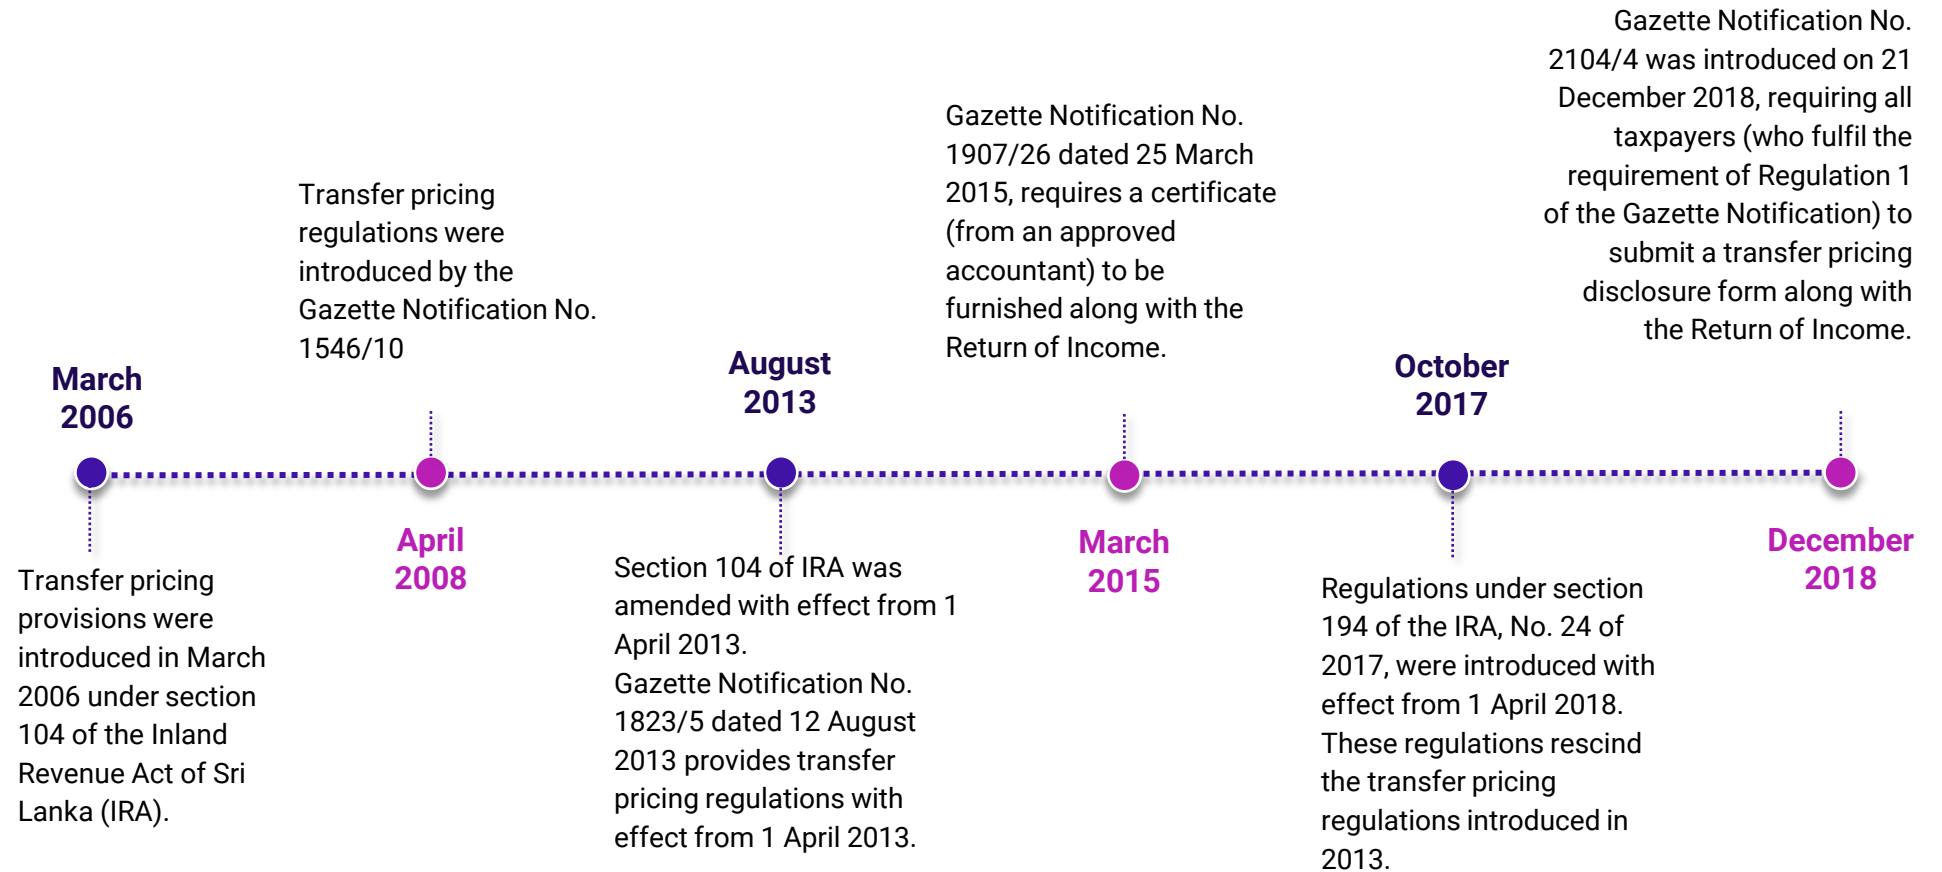 March
2006
Transfer pricing
provisions were
introduced in March
2006 under section
104 of the Inland
Revenue Act of Sri
Lanka (IRA).
Transfer pricing
regulations were
introduced by the
Gazette Notification No.
1546/10
April
2008
August
2013
Section 104 of IRA was
amended with effect from 1
April 2013.
Gazette Notification No.
1823/5 dated 12 August
2013 provides transfer
pricing regulations with
effect from 1 April 2013.
Gazette Notification No.
1907/26 dated 25 March
2015, requires a certificate
(from an approved
accountant) to be
furnished along with the
Return of Income.
March
2015
October
2017
Regulations under section
194 of the IRA, No. 24 of
2017, were introduced with
effect from 1 April 2018.
These regulations rescind
the transfer pricing
regulations introduced in
2013.
Gazette Notification No.
2104/4 was introduced on 21
December 2018, requiring all
taxpayers (who fulfil the
requirement of Regulation 1
of the Gazette Notification) to
submit a transfer pricing
disclosure form along with
the Return of Income.
December
2018